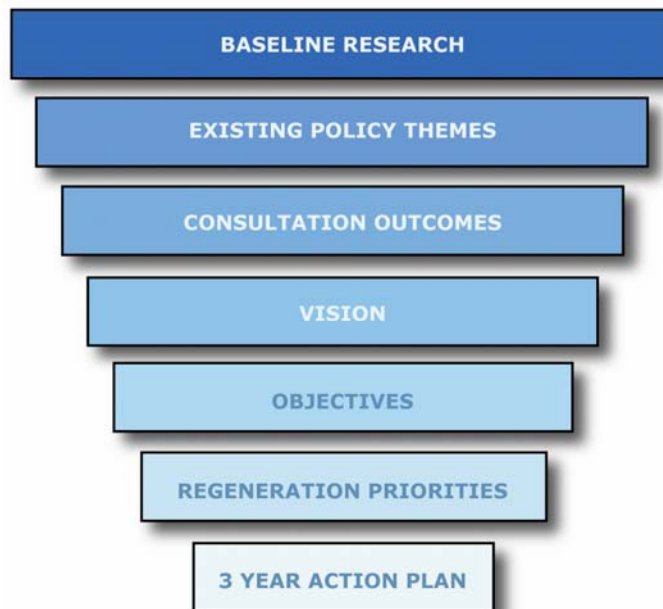 BASELINE RESEARCH
EXISTING POLICY THEMES
CONSULTATION OUTCOMES
VISION
OBJECTIVES
REGENERATION PRIORITIES
3 YEAR ACTION PLAN